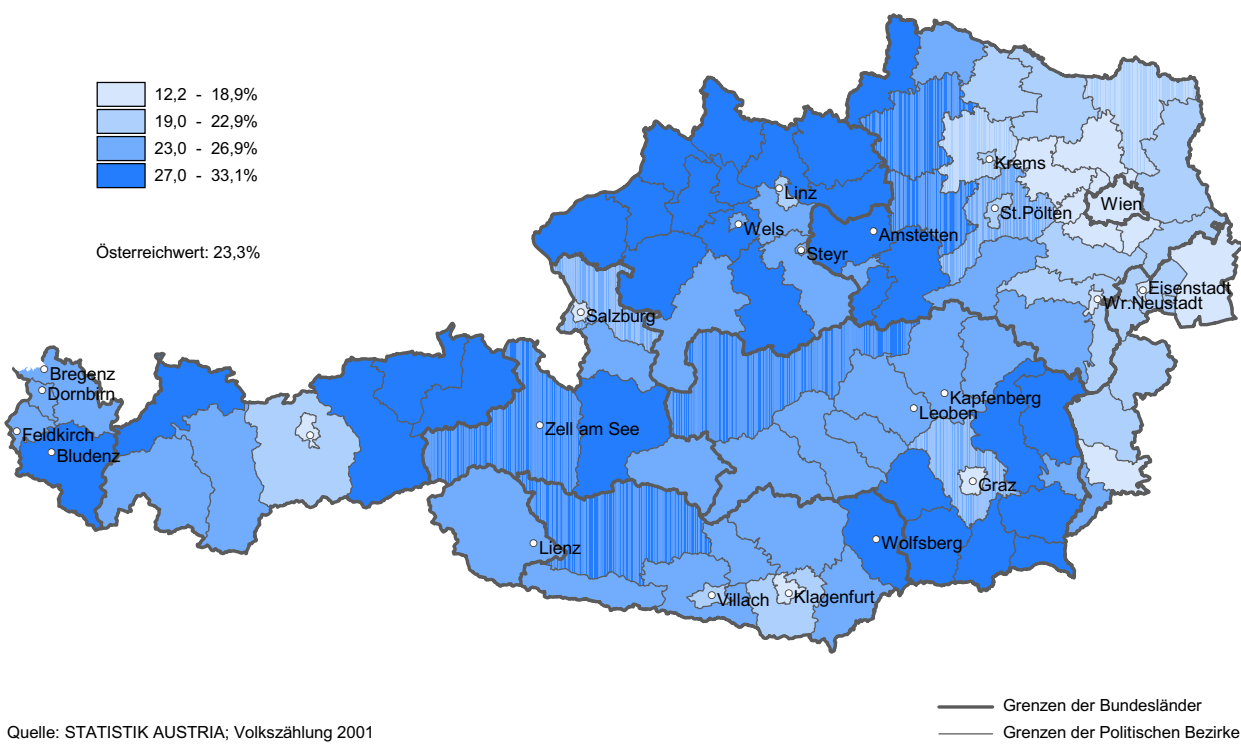 12,2 - 18,9%
19,0 - 22,9%
23,0 - 26,9%
27,0 - 33,1%
Österreichwert: 23,3%
Krems
Linz
Wien
St.Pölten
Wels
Amstetten
Steyr
Eisenstadt
Wr.Neustadt
Salzburg
Bregenz
Dornbirn
Kapfenberg
Leoben
Feldkirch
Zell am See
Bludenz
Graz
Wolfsberg
Lienz
Villach
Klagenfurt
Grenzen der Bundesländer
Quelle: STATISTIK AUSTRIA; Volkszählung 2001
Grenzen der Politischen Bezirke